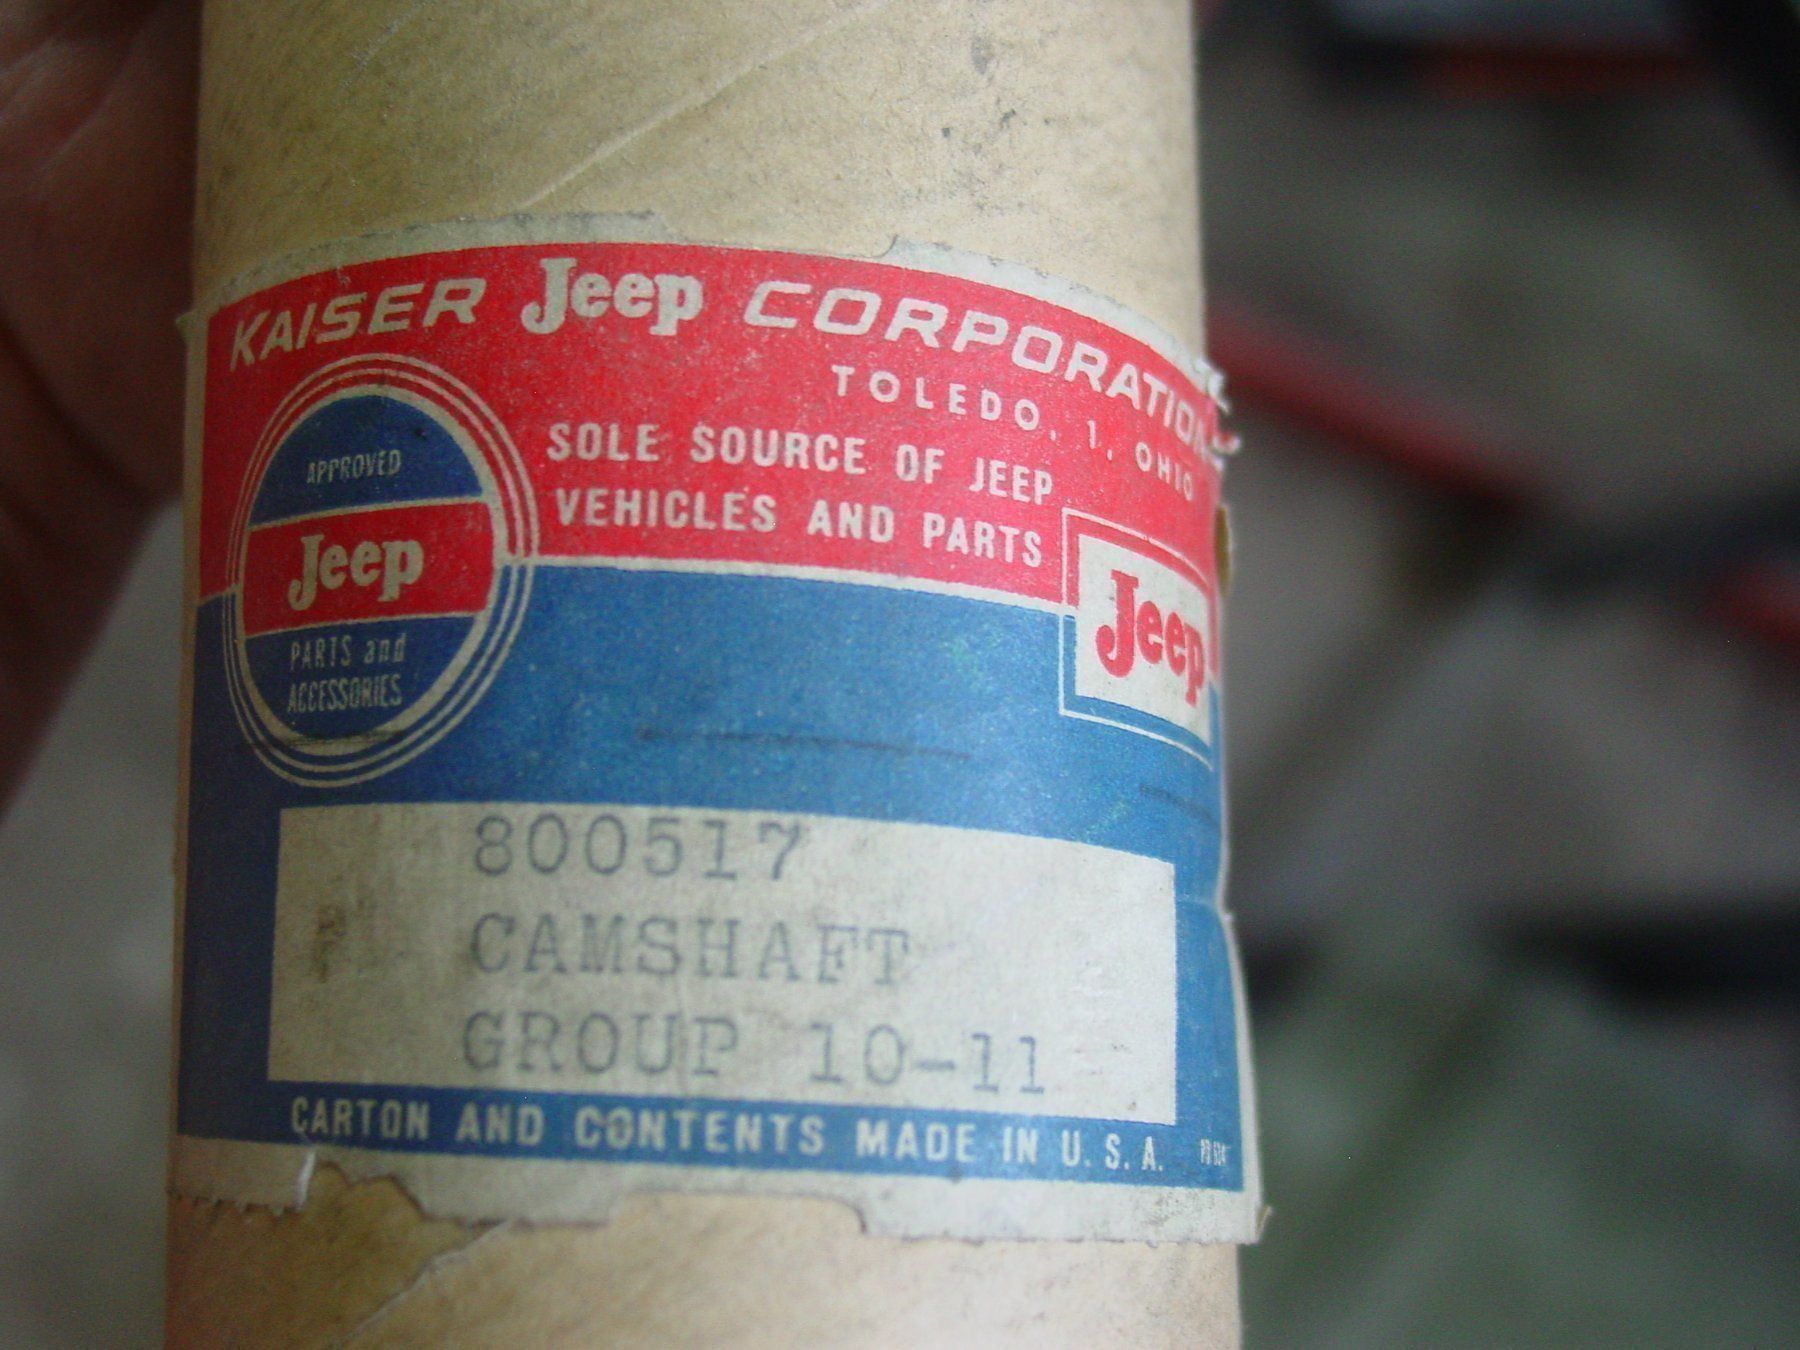 KAISER Jeep CORPORATION
TOLEDO, 1, OHIO
SOLE SOURCE OF JEEP
VEHICLES AND PARTS
APPROVED
Jeep
PARTS and
ACCESSORIES
Jeep
800517
CAMSHAFT
GROUP 10-11
CARTON AND CONTENTS MADE IN U.S.A.